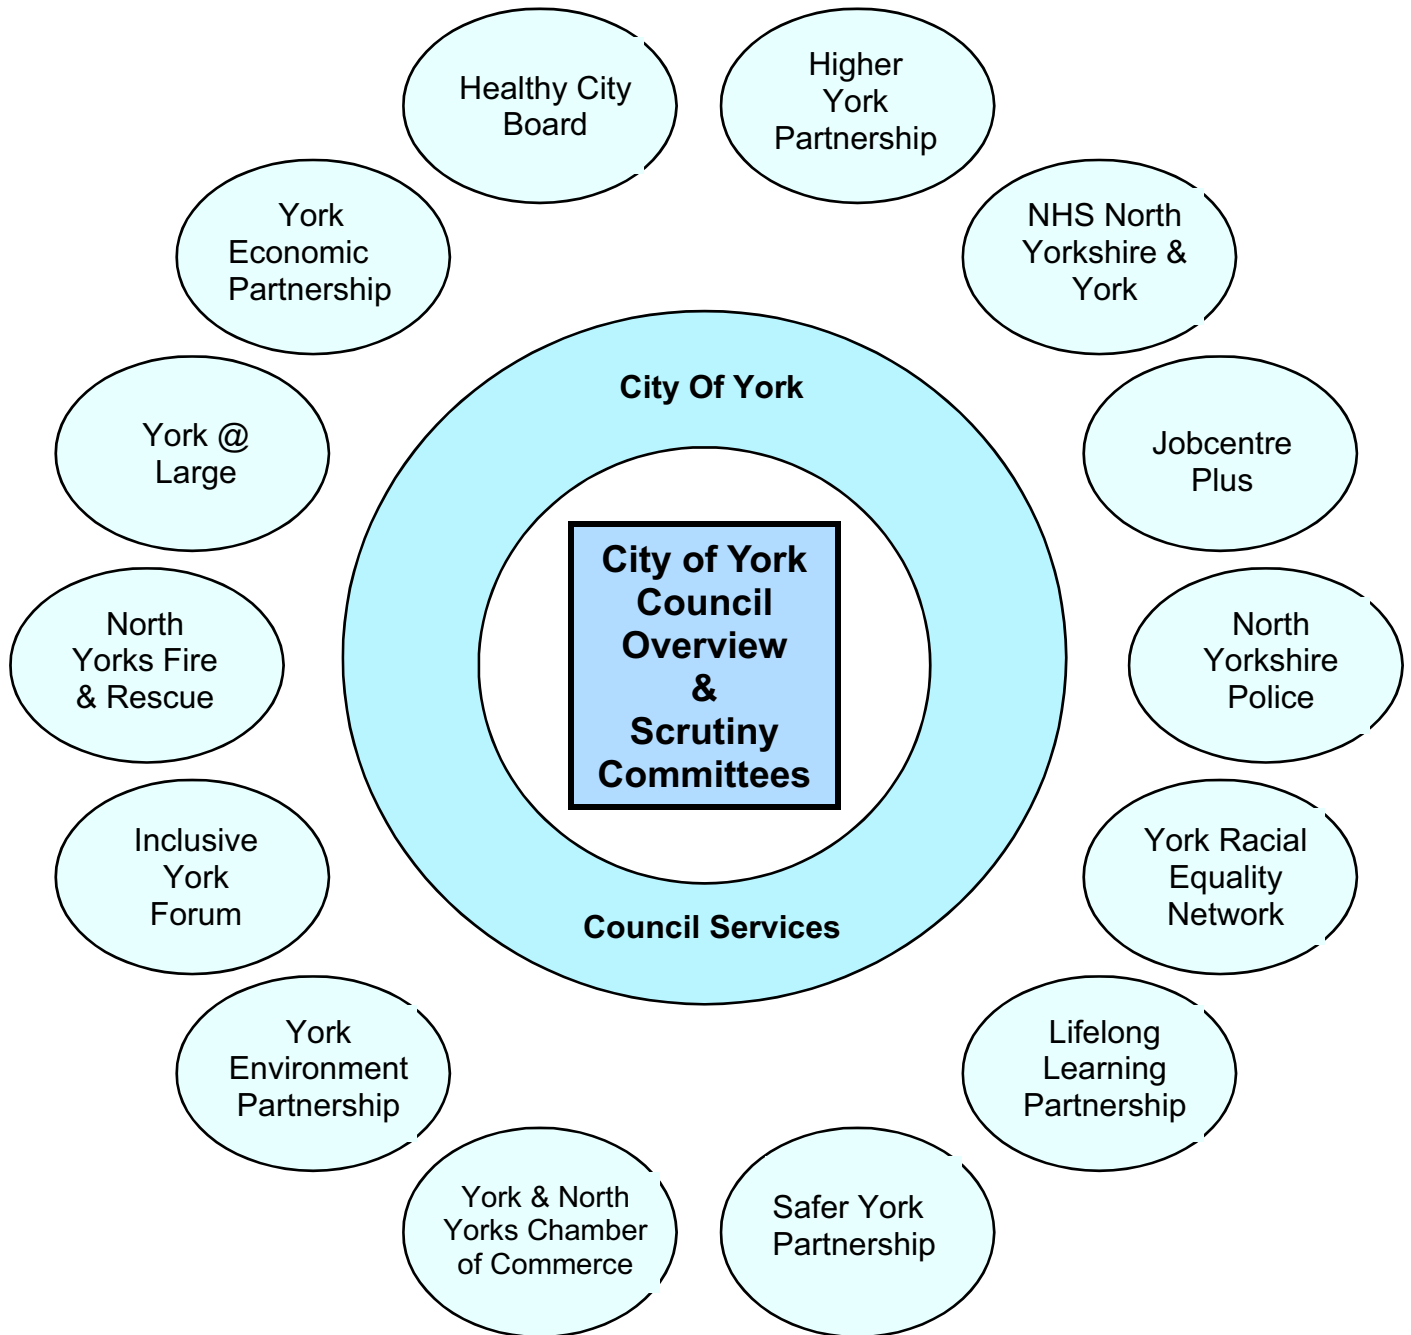 Healthy City
Board
Higher
York
Partnership
York
Economic
Partnership
NHS North
Yorkshire &
York
City Of York
York @
Large
Jobcentre
Plus
City of York
Council
Overview
&
Scrutiny
Committees
North
Yorks Fire
& Rescue
North
Yorkshire
Police
Inclusive
York
Forum
York Racial
Equality
Network
Council Services
York
Environment
Partnership
Lifelong
Learning
Partnership
York & North
Yorks Chamber
of Commerce
Safer York
Partnership